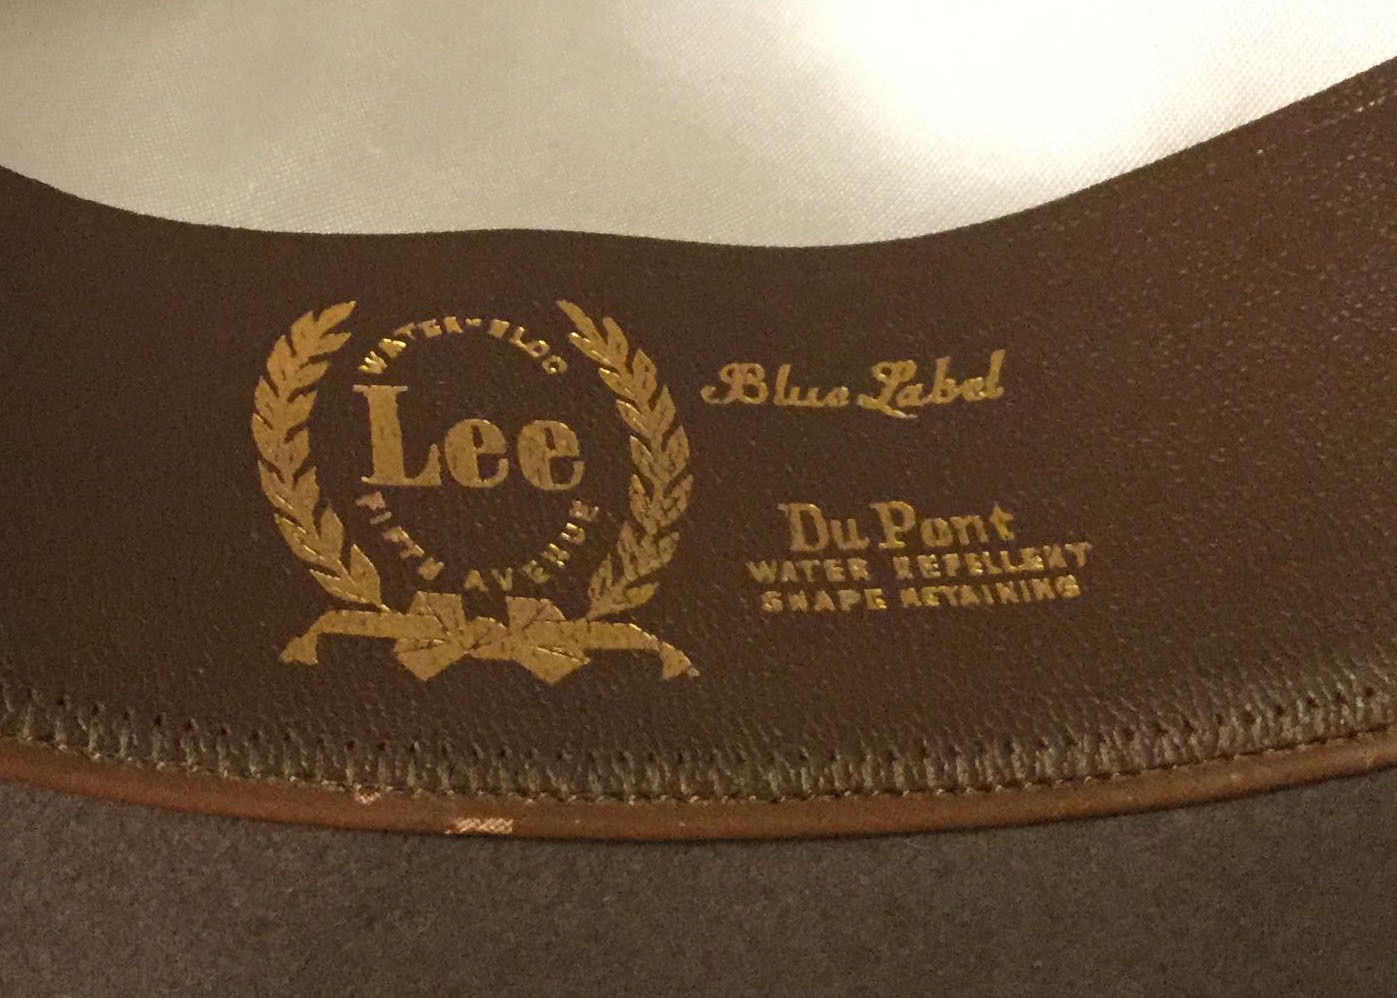 WATER-BLOC
Lee
FIFTH AVENUE
Blue Label
Du Pont
WATER REPELLENT
SHAPE RETAINING